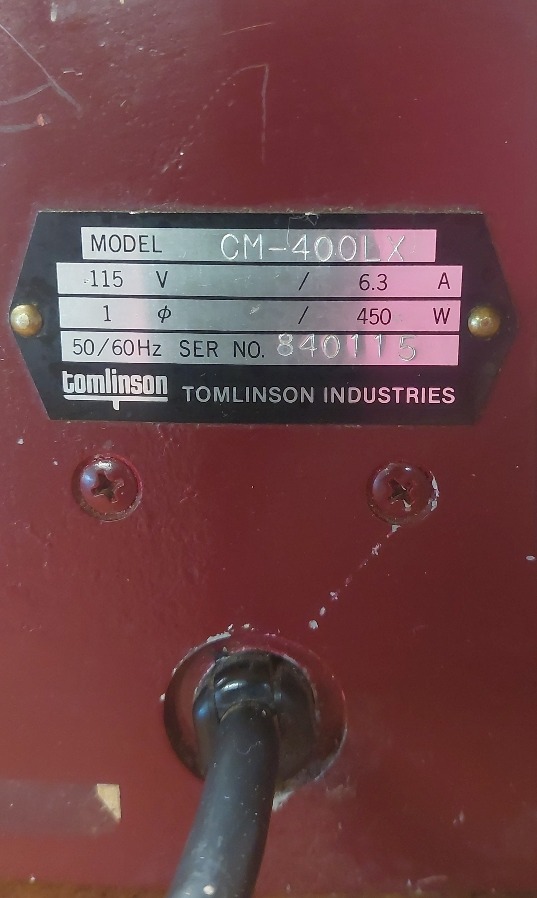 MODEL CM-400LX
115 V / 6.3 A
1 ϕ / 450 W
50/60Hz SER NO. 840115
tomlinson TOMLINSON INDUSTRIES